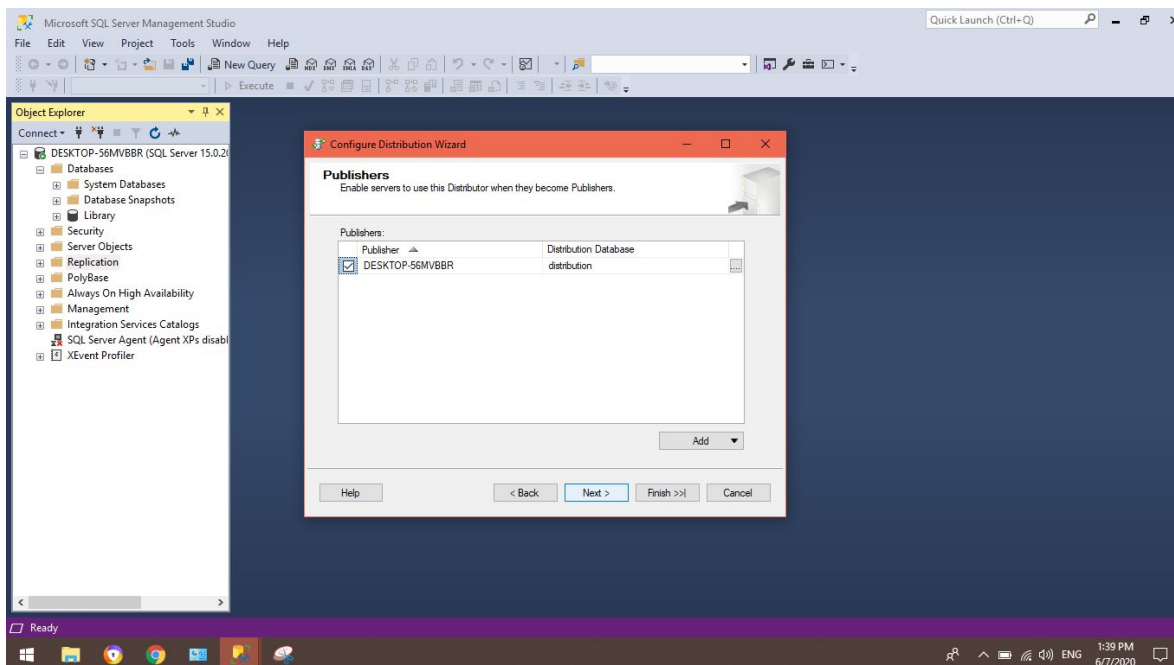 Microsoft SQL Server Management Studio
Quick Launch (Ctrl+Q)
File Edit View Project Tools Window Help
New Query
Execute
Object Explorer
Connect
DESKTOP-56MVBBR (SQL Server 15.0.20
Databases
System Databases
Database Snapshots
Library
Security
Server Objects
Replication
PolyBase
Always On High Availability
Management
Integration Services Catalogs
SQL Server Agent (Agent XPs disabl
XEvent Profiler
Configure Distribution Wizard
Publishers
Enable servers to use this Distributor when they become Publishers.
Publishers:
Publisher Distribution Database
DESKTOP-56MVBBR distribution
...
Add
Help < Back Next > Finish >>| Cancel
Ready
ENG
1:39 PM
6/7/2020